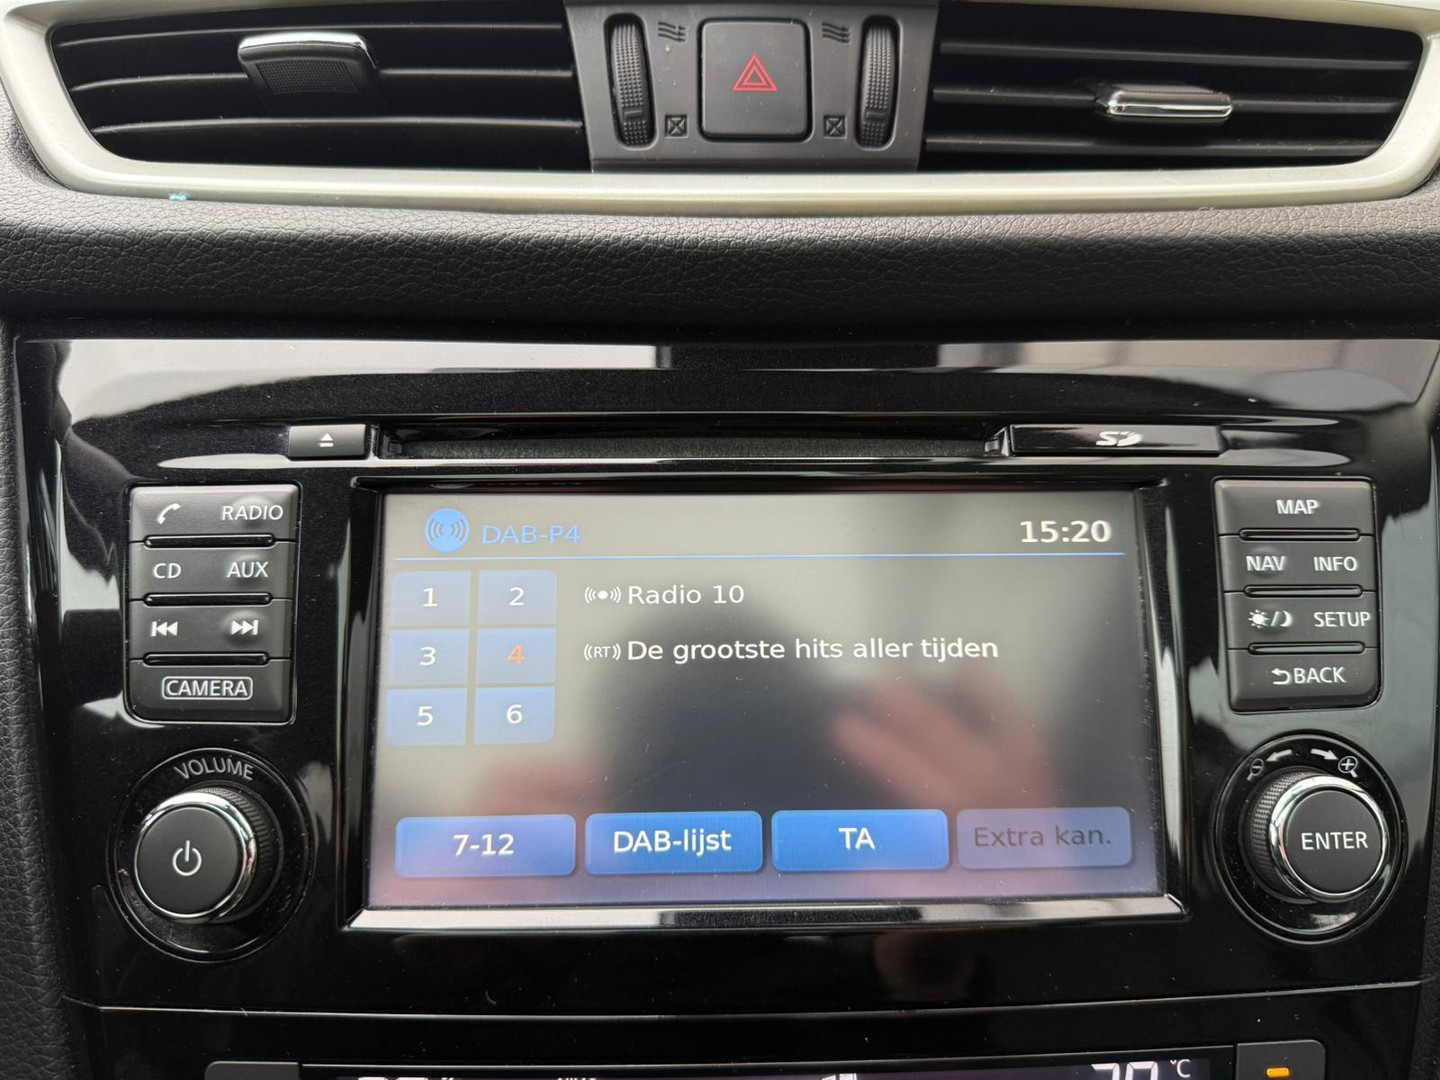 SD
RADIO
CD AUX
CAMERA
VOLUME
DAB-P4 15:20
1 2
3 4
5 6
Radio 10
(RT) De grootste hits aller tijden
7-12 DAB-lijst TA Extra kan.
MAP
NAV INFO
SETUP
BACK
ENTER
°C